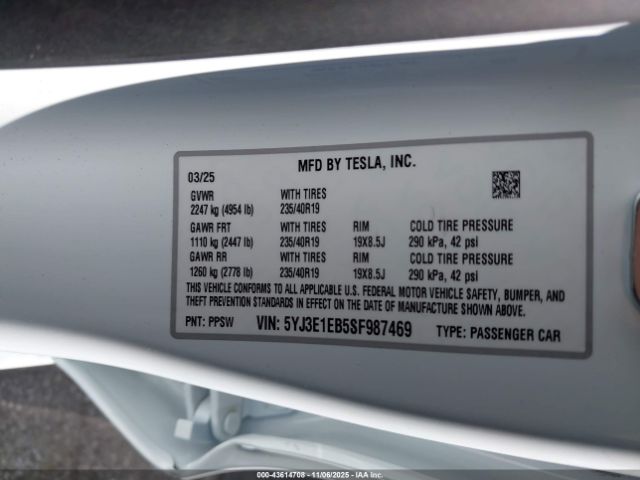 MFD BY TESLA, INC.
03/25
GVWR WITH TIRES
2247 kg (4954 lb) 235/40R19
GAWR FRT WITH TIRES RIM COLD TIRE PRESSURE
1110 kg (2447 lb) 235/40R19 19X8.5J 290 kPa, 42 psi
GAWR RR WITH TIRES RIM COLD TIRE PRESSURE
1260 kg (2778 lb) 235/40R19 19X8.5J 290 kPa, 42 psi
THIS VEHICLE CONFORMS TO ALL APPLICABLE U.S. FEDERAL MOTOR VEHICLE SAFETY, BUMPER, AND
THEFT PREVENTION STANDARDS IN EFFECT ON THE DATE OF MANUFACTURE SHOWN ABOVE.
PNT: PPSW VIN: 5YJ3E1EB5SF987469 TYPE: PASSENGER CAR
000-43614708 - 11/06/2025 - IAA Inc.